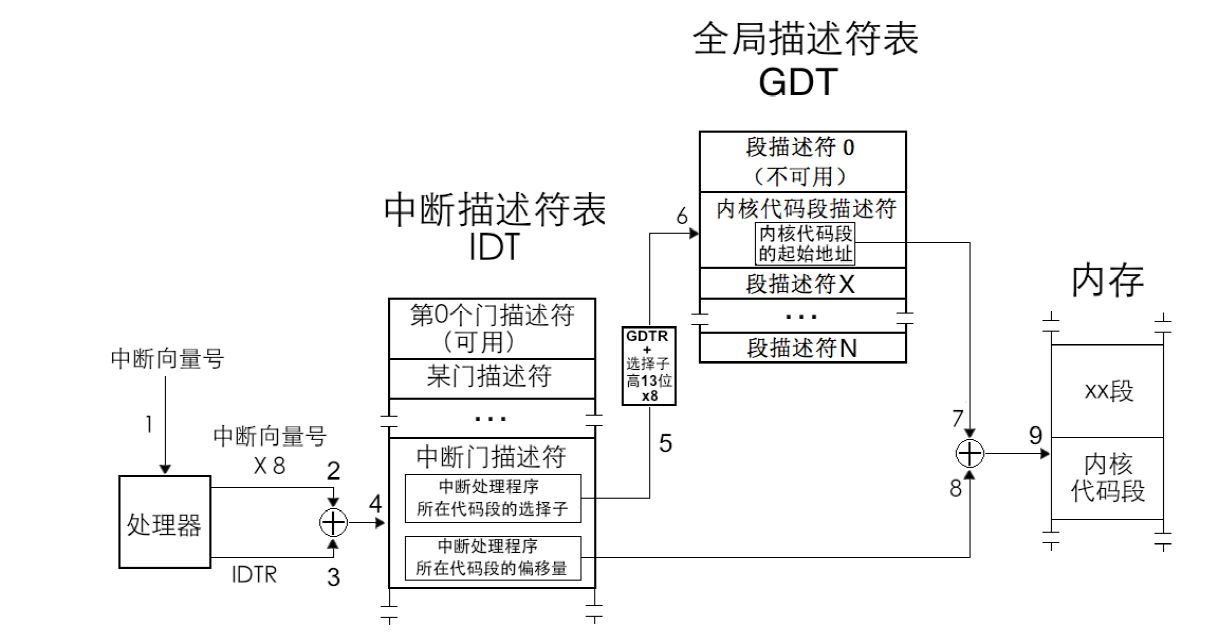 全局描述符表
GDT
段描述符 0
（不可用）
内核代码段描述符
内核代码段
的起始地址
段描述符X
...
段描述符N
6
中断描述符表
IDT
第0个门描述符
（可用）
某门描述符
...
中断门描述符
中断处理程序
所在代码段的选择子
中断处理程序
所在代码段的偏移量
GDTR
+
选择子
高13位
x8
5
中断向量号
1
中断向量号
X 8
2
处理器
IDTR
3
4
7
8
9
内存
xx段
内核
代码段